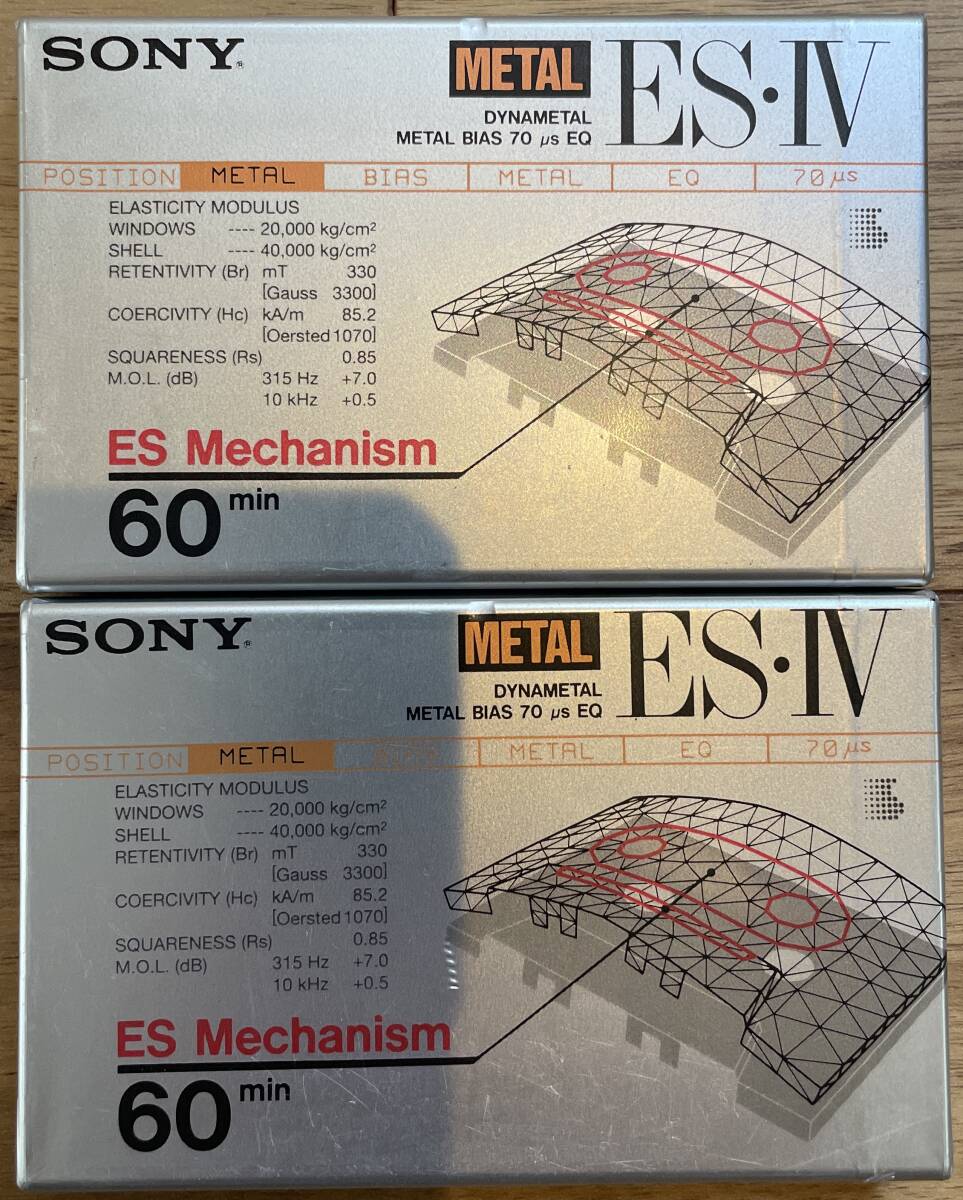 SONY®
METAL ES·IV
DYNAMETAL
METAL BIAS 70 μs EQ
POSITION METAL BIAS METAL EQ 70 μs
ELASTICITY MODULUS
WINDOWS ---- 20,000 kg/cm²
SHELL ---- 40,000 kg/cm²
RETENTIVITY (Br) mT 330
[Gauss 3300]
COERCIVITY (Hc) kA/m 85.2
[Oersted 1070]
SQUARENESS (Rs) 0.85
M.O.L. (dB) 315 Hz +7.0
10 kHz +0.5
ES Mechanism
60 min
SONY®
METAL ES·IV
DYNAMETAL
METAL BIAS 70 μs EQ
POSITION METAL BIAS METAL EQ 70 μs
ELASTICITY MODULUS
WINDOWS ---- 20,000 kg/cm²
SHELL ---- 40,000 kg/cm²
RETENTIVITY (Br) mT 330
[Gauss 3300]
COERCIVITY (Hc) kA/m 85.2
[Oersted 1070]
SQUARENESS (Rs) 0.85
M.O.L. (dB) 315 Hz +7.0
10 kHz +0.5
ES Mechanism
60 min